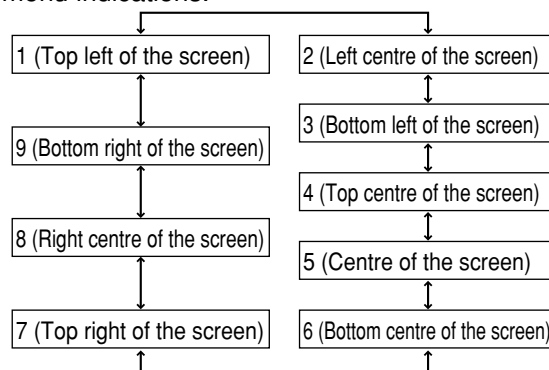 menu indications.
1 (Top left of the screen)
9 (Bottom right of the screen)
8 (Right centre of the screen)
7 (Top right of the screen)
2 (Left centre of the screen)
3 (Bottom left of the screen)
4 (Top centre of the screen)
5 (Centre of the screen)
6 (Bottom centre of the screen)